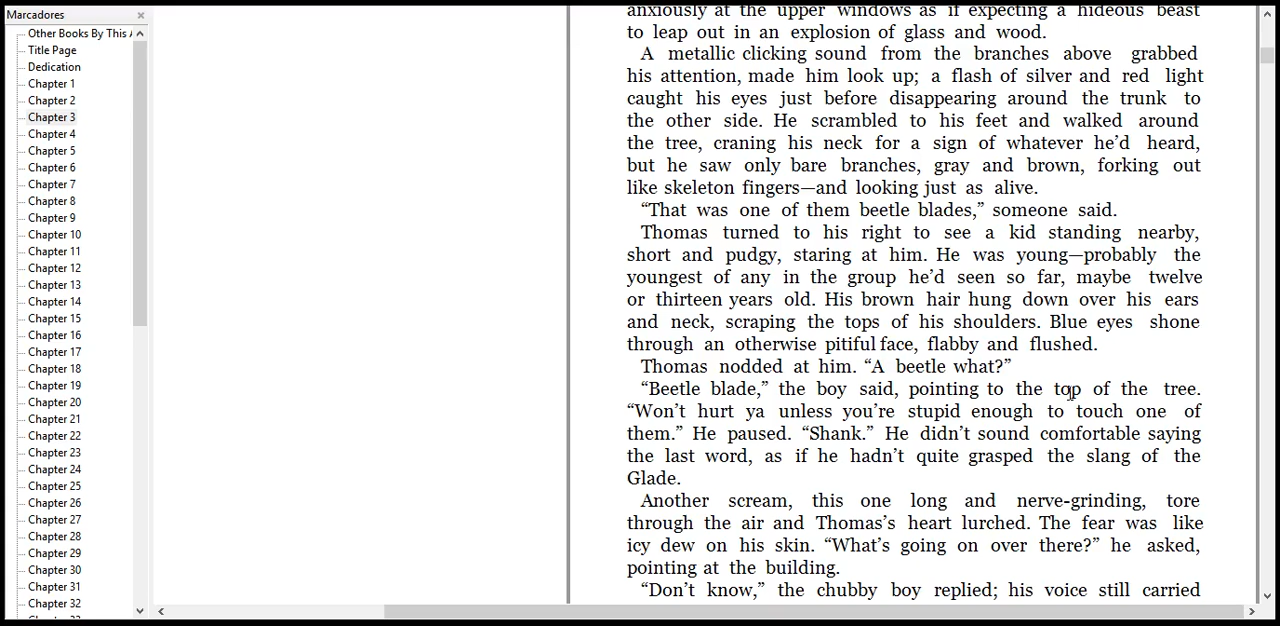 Marcadores
Other Books By This A
Title Page
Dedication
Chapter 1
Chapter 2
Chapter 3
Chapter 4
Chapter 5
Chapter 6
Chapter 7
Chapter 8
Chapter 9
Chapter 10
Chapter 11
Chapter 12
Chapter 13
Chapter 14
Chapter 15
Chapter 16
Chapter 17
Chapter 18
Chapter 19
Chapter 20
Chapter 21
Chapter 22
Chapter 23
Chapter 24
Chapter 25
Chapter 26
Chapter 27
Chapter 28
Chapter 29
Chapter 30
Chapter 31
Chapter 32
anxiously at the upper windows as if expecting a hideous beast
to leap out in an explosion of glass and wood.
A metallic clicking sound from the branches above grabbed
his attention, made him look up; a flash of silver and red light
caught his eyes just before disappearing around the trunk to
the other side. He scrambled to his feet and walked around
the tree, craning his neck for a sign of whatever he’d heard,
but he saw only bare branches, gray and brown, forking out
like skeleton fingers—and looking just as alive.
“That was one of them beetle blades,” someone said.
Thomas turned to his right to see a kid standing nearby,
short and pudgy, staring at him. He was young—probably the
youngest of any in the group he’d seen so far, maybe twelve
or thirteen years old. His brown hair hung down over his ears
and neck, scraping the tops of his shoulders. Blue eyes shone
through an otherwise pitiful face, flabby and flushed.
Thomas nodded at him. “A beetle what?”
“Beetle blade,” the boy said, pointing to the top of the tree.
“Won’t hurt ya unless you’re stupid enough to touch one of
them.” He paused. “Shank.” He didn’t sound comfortable saying
the last word, as if he hadn’t quite grasped the slang of the
Glade.
Another scream, this one long and nerve-grinding, tore
through the air and Thomas’s heart lurched. The fear was like
icy dew on his skin. “What’s going on over there?” he asked,
pointing at the building.
“Don’t know,” the chubby boy replied; his voice still carried